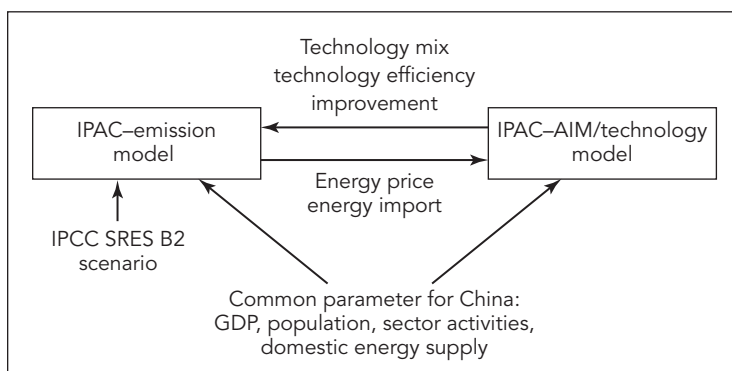 Technology mix
technology efficiency
improvement
IPAC–emission
model
IPAC–AIM/technology
model
Energy price
energy import
IPCC SRES B2
scenario
Common parameter for China:
GDP, population, sector activities,
domestic energy supply